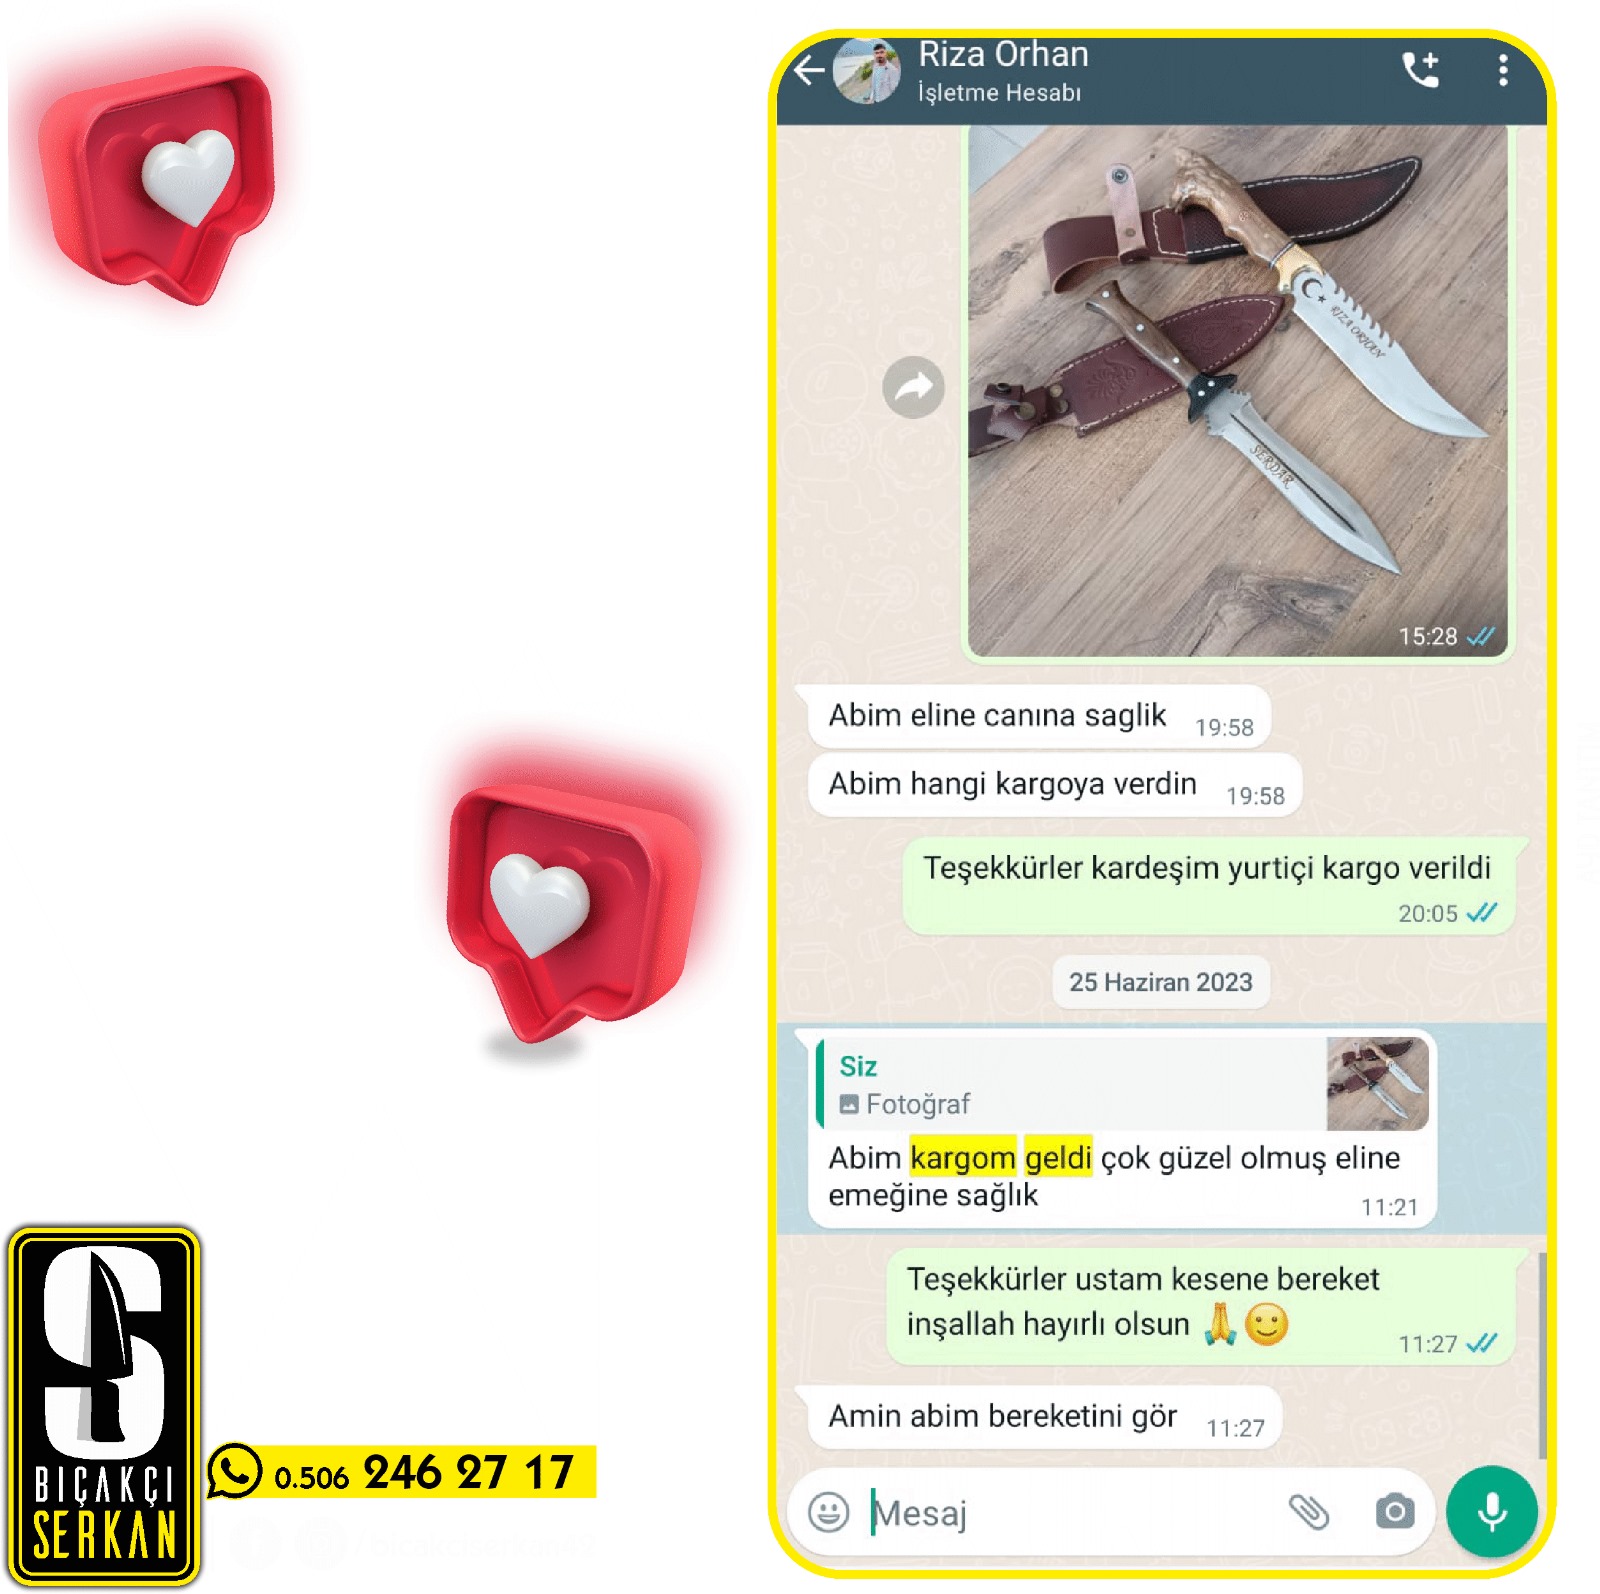 Riza Orhan
İşletme Hesabı
RIZA ORHAN
SERDAR
15:28
Abim eline canına saglik 19:58
Abim hangi kargoya verdin 19:58
Teşekkürler kardeşim yurtiçi kargo verildi
20:05
25 Haziran 2023
Siz
Fotoğraf
Abim kargom geldi çok güzel olmuş eline
emeğine sağlık 11:21
Teşekkürler ustam kesene bereket
inşallah hayırlı olsun 🙏🙂
11:27
Amin abim bereketini gör 11:27
Mesaj
S
BIÇAKÇI
SERKAN
0.506 246 27 17